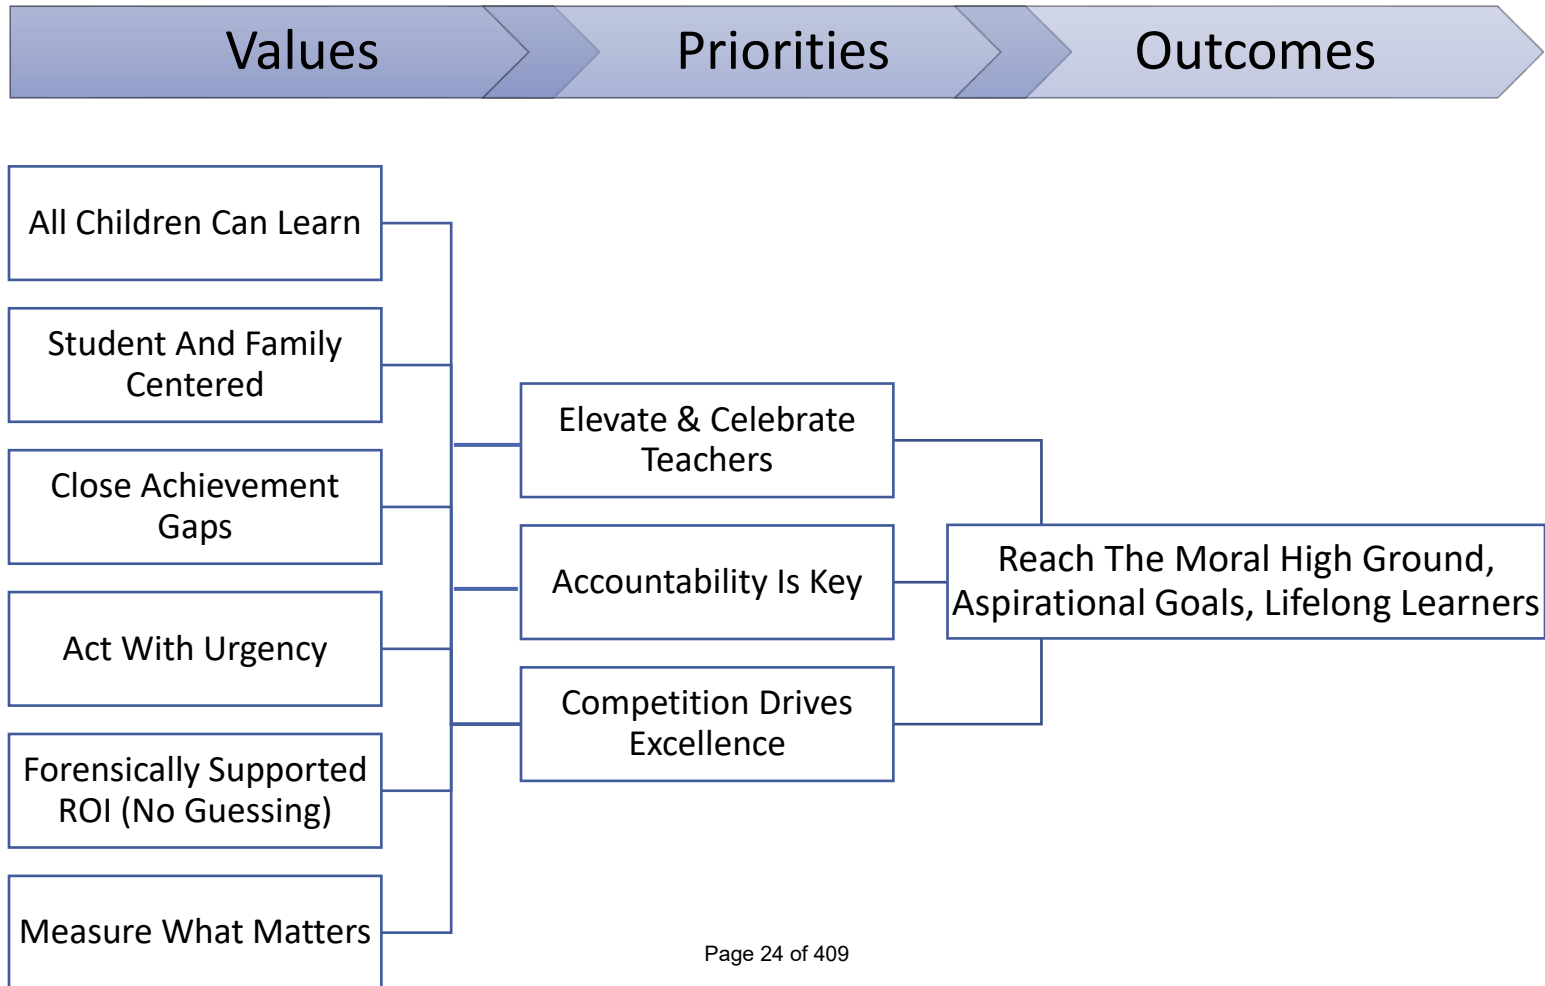 Values
Priorities
Outcomes
All Children Can Learn
Student And Family
Centered
Close Achievement
Gaps
Act With Urgency
Forensically Supported
ROI (No Guessing)
Measure What Matters
Elevate & Celebrate
Teachers
Accountability Is Key
Competition Drives
Excellence
Reach The Moral High Ground,
Aspirational Goals, Lifelong Learners
Page 24 of 409